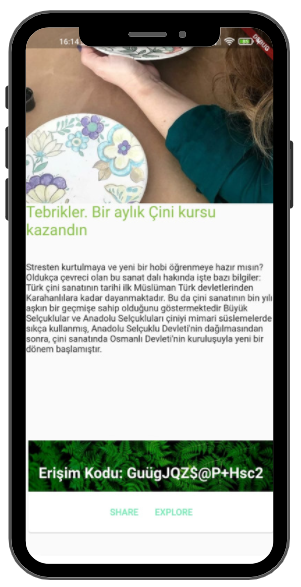 16:14
DEBUG
Tebrikler. Bir aylık Çini kursu
kazandın
Stresten kurtulmaya ve yeni bir hobi öğrenmeye hazır mısın?
Oldukça çevreci olan bu sanat dalı hakında işte bazı bilgiler:
Türk çini sanatının tarihi ilk Müslüman Türk devletlerinden
Karahanlılara kadar dayanmaktadır. Bu da çini sanatının bin yılı
aşkın bir geçmişe sahip olduğunu göstermektedir Büyük
Selçuklular ve Anadolu Selçukluları çiniyi mimari süslemelerde
sıkça kullanmış, Anadolu Selçuklu Devleti'nin dağılmasından
sonra, çini sanatında Osmanlı Devleti'nin kuruluşuyla yeni bir
dönem başlamıştır.
Erişim Kodu: GuügJQZ$@P+Hsc2
SHARE EXPLORE